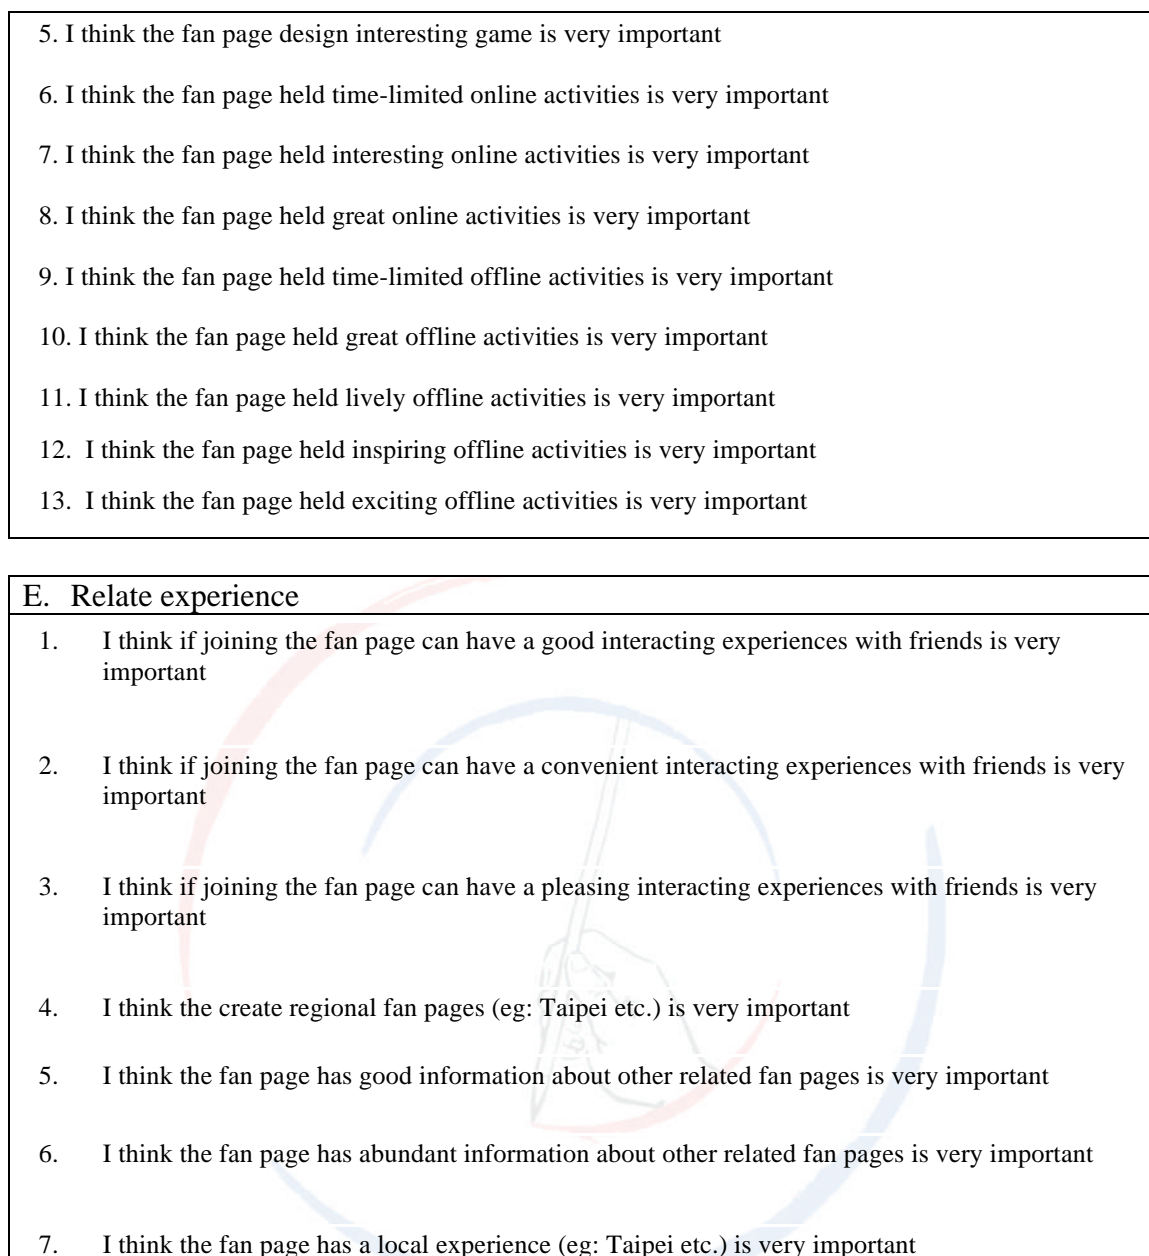 5. I think the fan page design interesting game is very important
6. I think the fan page held time-limited online activities is very important
7. I think the fan page held interesting online activities is very important
8. I think the fan page held great online activities is very important
9. I think the fan page held time-limited offline activities is very important
10. I think the fan page held great offline activities is very important
11. I think the fan page held lively offline activities is very important
12. I think the fan page held inspiring offline activities is very important
13. I think the fan page held exciting offline activities is very important
E. Relate experience
1. I think if joining the fan page can have a good interacting experiences with friends is very
important
2. I think if joining the fan page can have a convenient interacting experiences with friends is very
important
3. I think if joining the fan page can have a pleasing interacting experiences with friends is very
important
4. I think the create regional fan pages (eg: Taipei etc.) is very important
5. I think the fan page has good information about other related fan pages is very important
6. I think the fan page has abundant information about other related fan pages is very important
7. I think the fan page has a local experience (eg: Taipei etc.) is very important